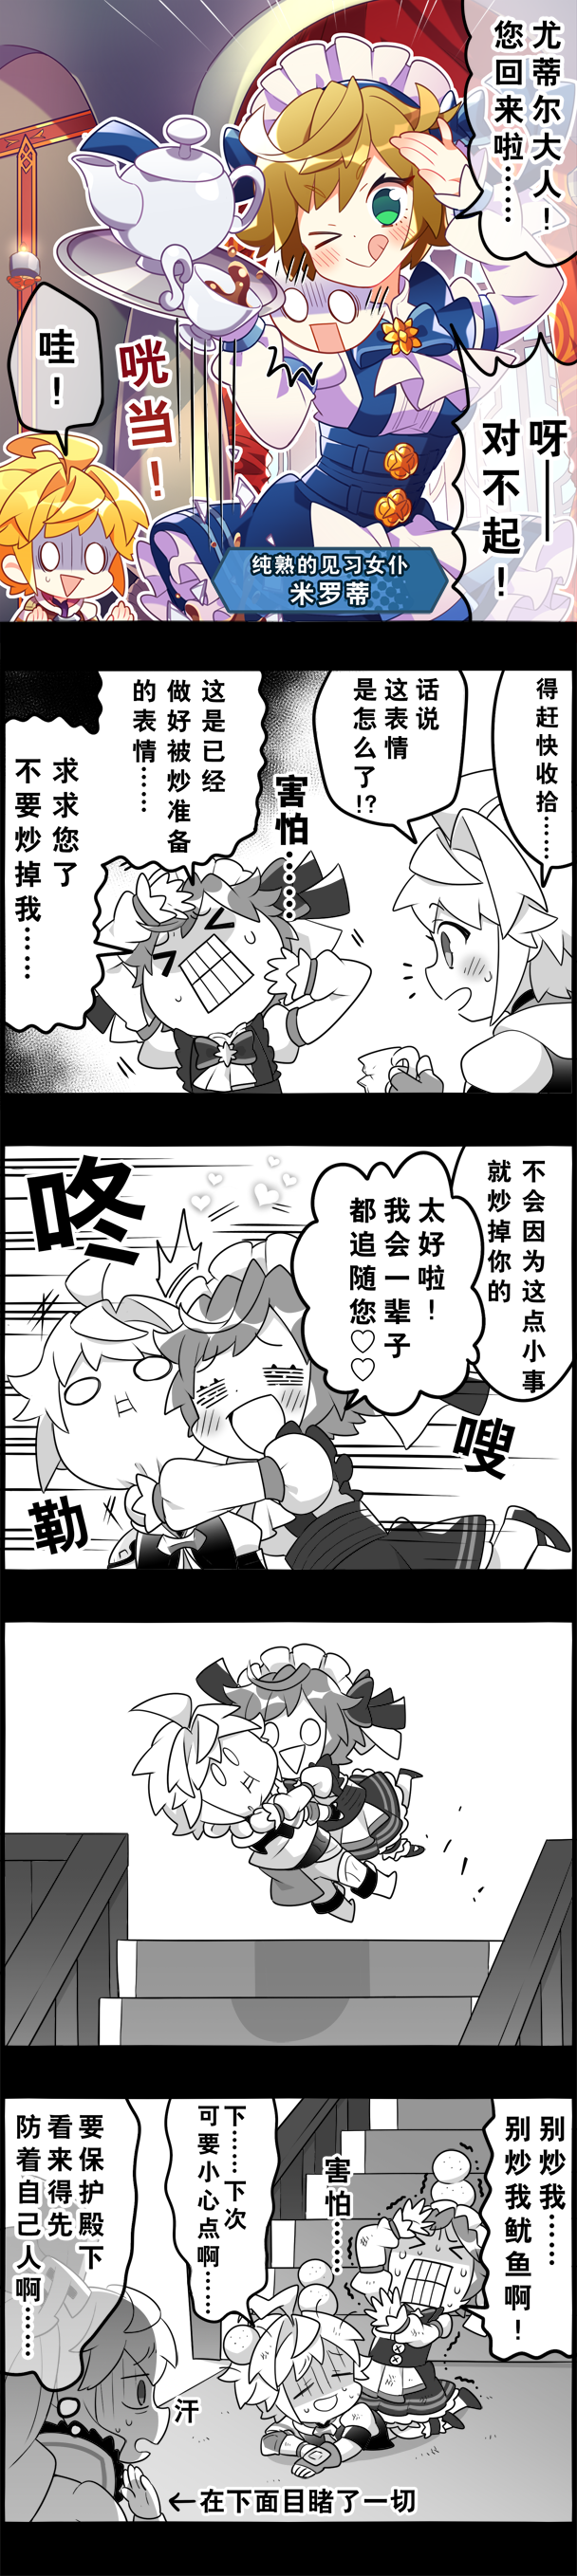 尤蒂尔大人！
您回来啦……
呀——
对不起！
哇！
咣当！
纯熟的见习女仆
米罗蒂
得赶快收拾……
话说
这表情
是怎么了!?
害怕……
这是已经
做好被炒准备
的表情……
求求您了
不要炒掉我……
不会因为这点小事
就炒掉你的
太好啦！
我会一辈子
都追随您♡♡
咚
嗖
勒
别炒我……
别炒我鱿鱼啊！
害怕……
下……下次
可要小心点啊……
要保护殿下
看来得先
防着自己人啊……
汗
←在下面目睹了一切